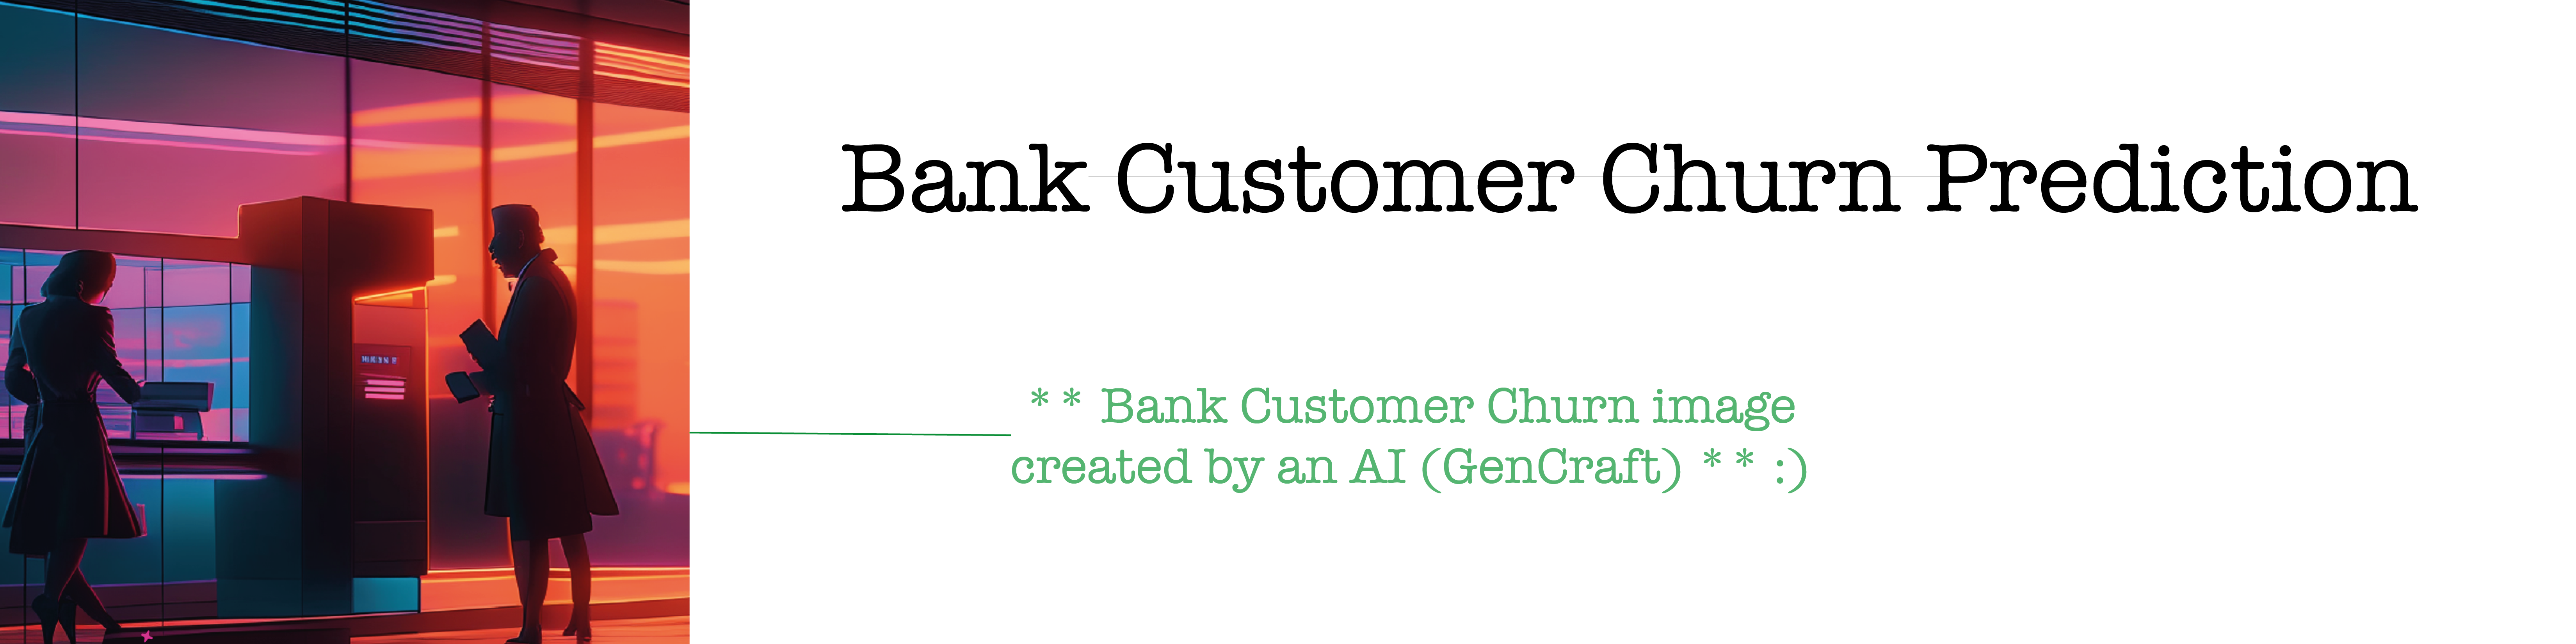 Bank Customer Churn Prediction
** Bank Customer Churn image
created by an AI (GenCraft) ** :)